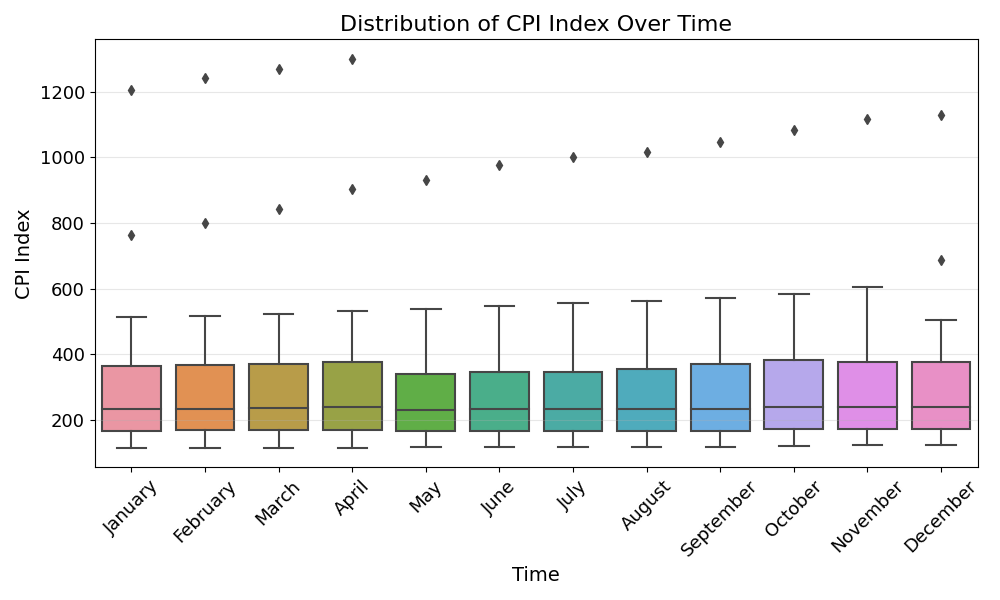 Distribution of CPI Index Over Time
CPI Index
1200
1000
800
600
400
200
January
February
March
April
May
June
July
August
September
October
November
December
Time